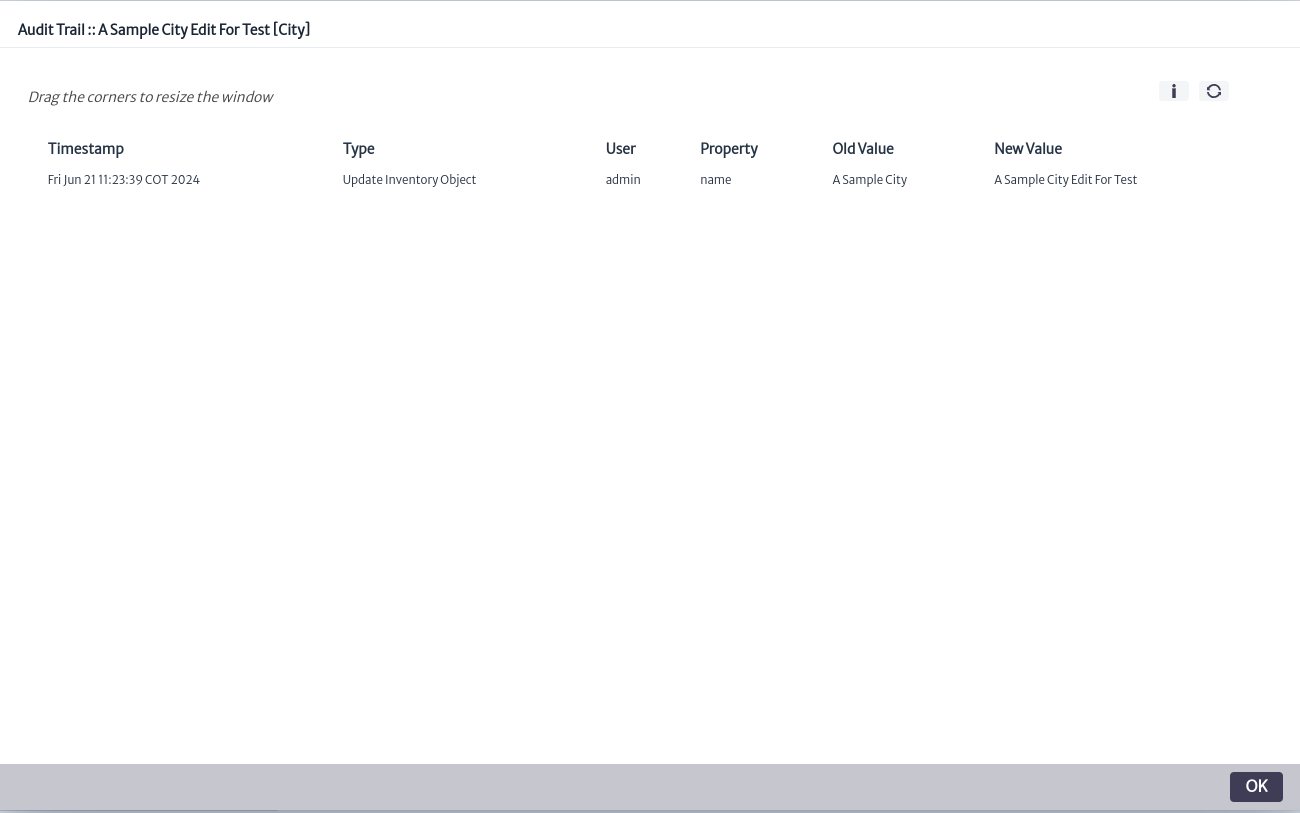 Audit Trail :: A Sample City Edit For Test [City]
Drag the corners to resize the window
Timestamp Type User Property Old Value New Value
Fri Jun 21 11:23:39 COT 2024 Update Inventory Object admin name A Sample City A Sample City Edit For Test
OK